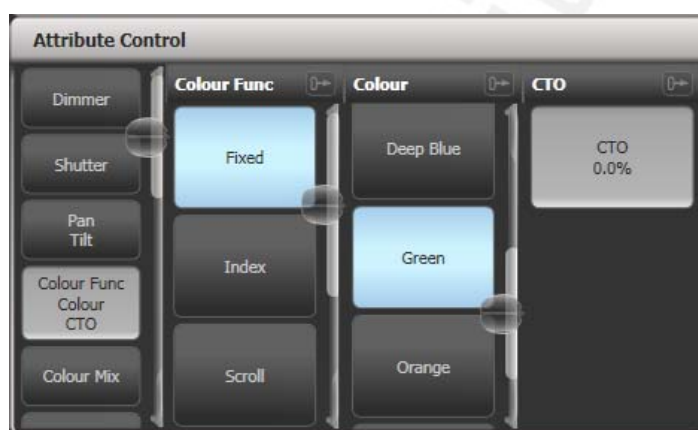 Attribute Control
Dimmer
Shutter
Pan
Tilt
Colour Func
Colour
CTO
Colour Mix
Colour Func
Fixed
Index
Scroll
Colour
Deep Blue
Green
Orange
CTO
CTO
0.0%